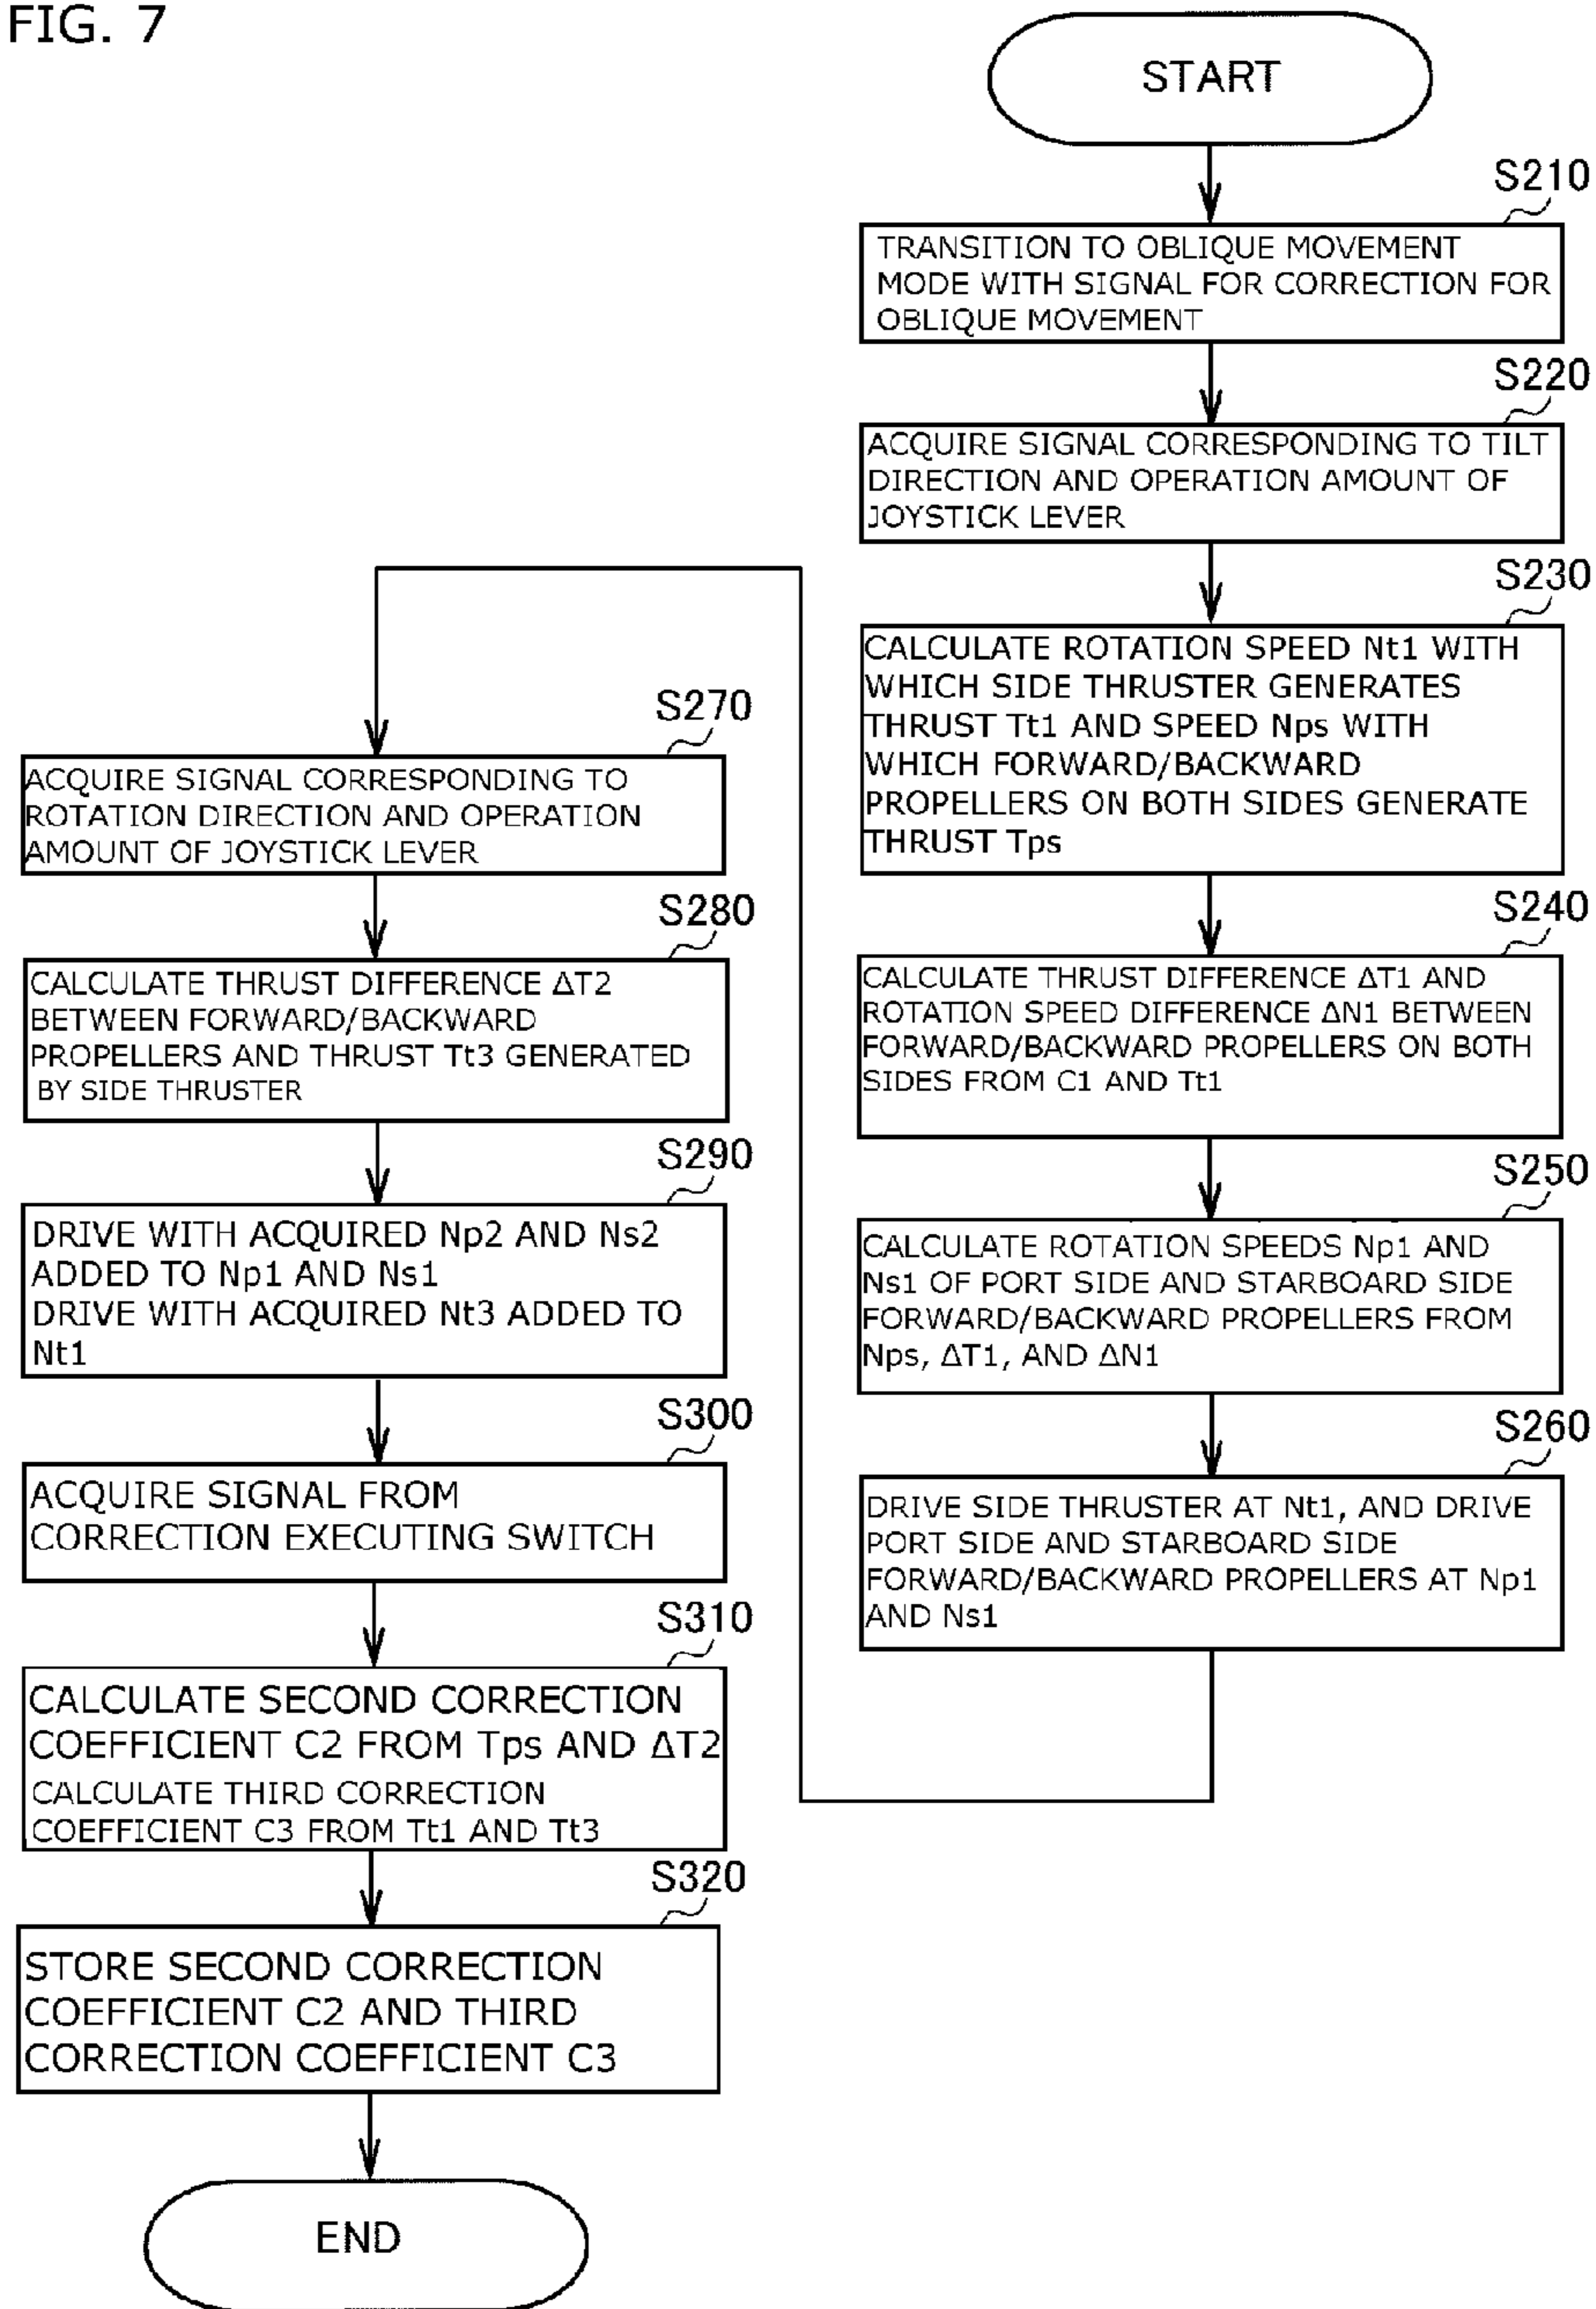 FIG. 7
START
S210
TRANSITION TO OBLIQUE MOVEMENT
MODE WITH SIGNAL FOR CORRECTION FOR
OBLIQUE MOVEMENT
S220
ACQUIRE SIGNAL CORRESPONDING TO TILT
DIRECTION AND OPERATION AMOUNT OF
JOYSTICK LEVER
S230
CALCULATE ROTATION SPEED Nt1 WITH
WHICH SIDE THRUSTER GENERATES
THRUST Tt1 AND SPEED Nps WITH
WHICH FORWARD/BACKWARD
PROPELLERS ON BOTH SIDES GENERATE
THRUST Tps
S240
CALCULATE THRUST DIFFERENCE ΔT1 AND
ROTATION SPEED DIFFERENCE ΔN1 BETWEEN
FORWARD/BACKWARD PROPELLERS ON BOTH
SIDES FROM C1 AND Tt1
S250
CALCULATE ROTATION SPEEDS Np1 AND
Ns1 OF PORT SIDE AND STARBOARD SIDE
FORWARD/BACKWARD PROPELLERS FROM
Nps, ΔT1, AND ΔN1
S260
DRIVE SIDE THRUSTER AT Nt1, AND DRIVE
PORT SIDE AND STARBOARD SIDE
FORWARD/BACKWARD PROPELLERS AT Np1
AND Ns1
S270
ACQUIRE SIGNAL CORRESPONDING TO
ROTATION DIRECTION AND OPERATION
AMOUNT OF JOYSTICK LEVER
S280
CALCULATE THRUST DIFFERENCE ΔT2
BETWEEN FORWARD/BACKWARD
PROPELLERS AND THRUST Tt3 GENERATED
BY SIDE THRUSTER
S290
DRIVE WITH ACQUIRED Np2 AND Ns2
ADDED TO Np1 AND Ns1
DRIVE WITH ACQUIRED Nt3 ADDED TO
Nt1
S300
ACQUIRE SIGNAL FROM
CORRECTION EXECUTING SWITCH
S310
CALCULATE SECOND CORRECTION
COEFFICIENT C2 FROM Tps AND ΔT2
CALCULATE THIRD CORRECTION
COEFFICIENT C3 FROM Tt1 AND Tt3
S320
STORE SECOND CORRECTION
COEFFICIENT C2 AND THIRD
CORRECTION COEFFICIENT C3
END